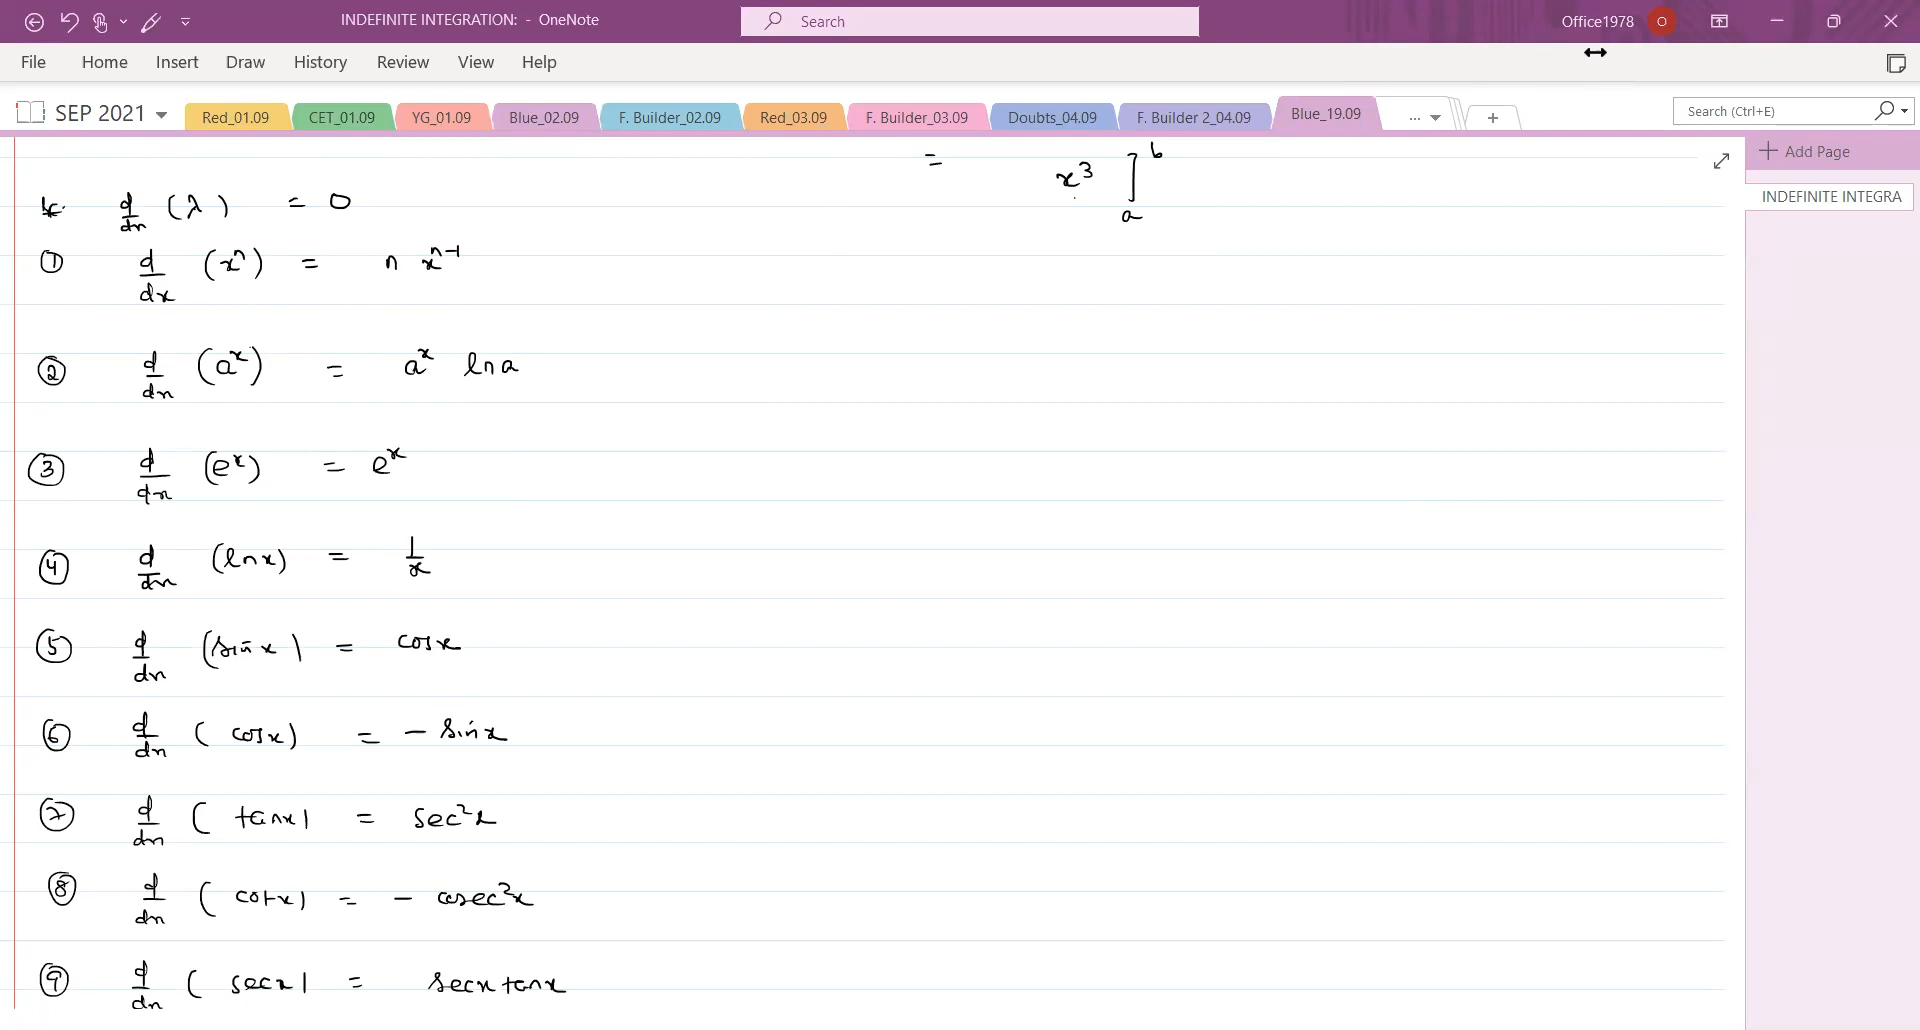 INDEFINITE INTEGRATION: - OneNote
Search
Office1978
O
File Home Insert Draw History Review View Help
SEP 2021
Red_01.09 CET_01.09 YG_01.09 Blue_02.09 F. Builder_02.09 Red_03.09 F. Builder_03.09 Doubts_04.09 F. Builder 2_04.09 Blue_19.09 ... +
Search (Ctrl+E)
Add Page
INDEFINITE INTEGRA
= x³ ]ᵇₐ
d/dx (λ) = 0
① d/dx (xⁿ) = n xⁿ⁻¹
② d/dx (aˣ) = aˣ ln a
③ d/dx (eˣ) = eˣ
④ d/dx (ln x) = 1/x
⑤ d/dx (sin x) = cos x
⑥ d/dx (cos x) = - sin x
⑦ d/dx (tan x) = sec²x
⑧ d/dx (cot x) = - cosec²x
⑨ d/dx (sec x) = sec x tan x